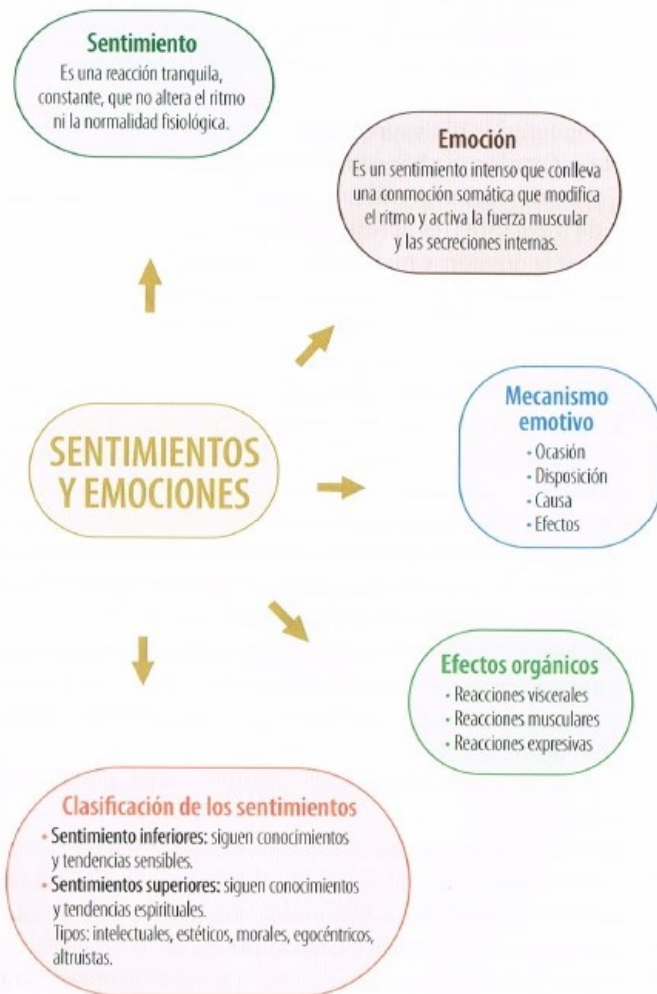 Sentimiento
Es una reacción tranquila,
constante, que no altera el ritmo
ni la normalidad fisiológica.
Emoción
Es un sentimiento intenso que conlleva
una conmoción somática que modifica
el ritmo y activa la fuerza muscular
y las secreciones internas.
SENTIMIENTOS
Y EMOCIONES
Mecanismo
emotivo
• Ocasión
• Disposición
• Causa
• Efectos
Efectos orgánicos
• Reacciones viscerales
• Reacciones musculares
• Reacciones expresivas
Clasificación de los sentimientos
• Sentimiento inferiores: siguen conocimientos
y tendencias sensibles.
• Sentimientos superiores: siguen conocimientos
y tendencias espirituales.
Tipos: intelectuales, estéticos, morales, egocéntricos,
altruistas.